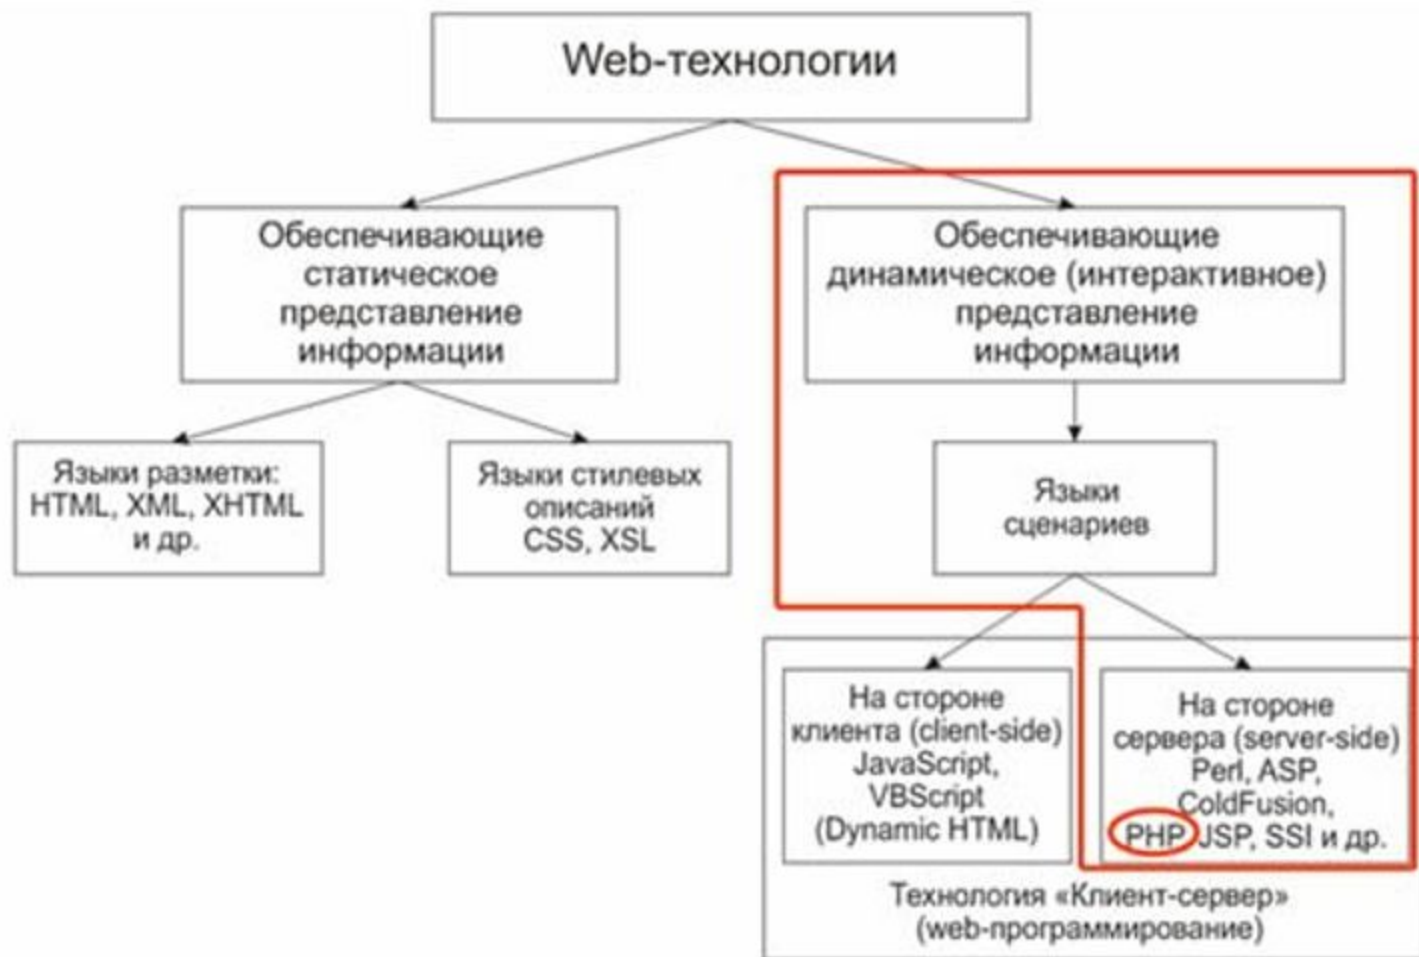 Web-технологии
Обеспечивающие
статическое
представление
информации
Обеспечивающие
динамическое (интерактивное)
представление
информации
Языки разметки:
HTML, XML, XHTML
и др.
Языки стилевых
описаний
CSS, XSL
Языки
сценариев
На стороне
клиента (client-side)
JavaScript,
VBScript
(Dynamic HTML)
На стороне
сервера (server-side)
Perl, ASP,
ColdFusion,
PHP JSP, SSI и др.
Технология «Клиент-сервер»
(web-программирование)